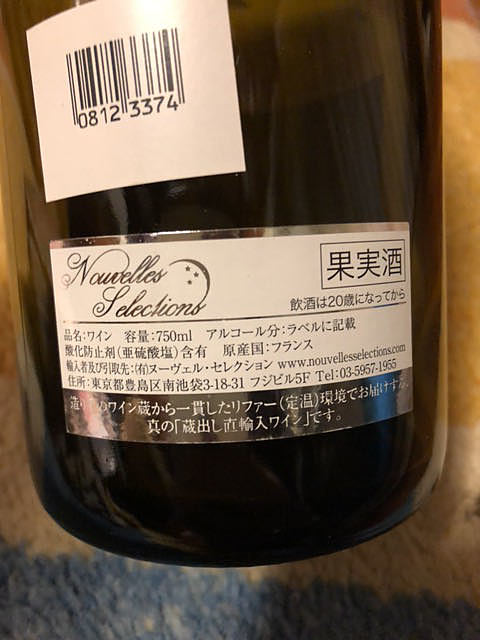 0812 3374
Nouvelles
Selections
果実酒
飲酒は20歳になってから
品名:ワイン 容量:750ml アルコール分:ラベルに記載
酸化防止剤(亜硫酸塩)含有 原産国:フランス
輸入者及び引取先:(有)ヌーヴェル・セレクション www.nouvellesselections.com
住所:東京都豊島区南池袋3-18-31 フジビル5F Tel:03-5957-1955
造り手のワイン蔵から一貫したリファー(定温)環境でお届けする、
真の「蔵出し直輸入ワイン」です。